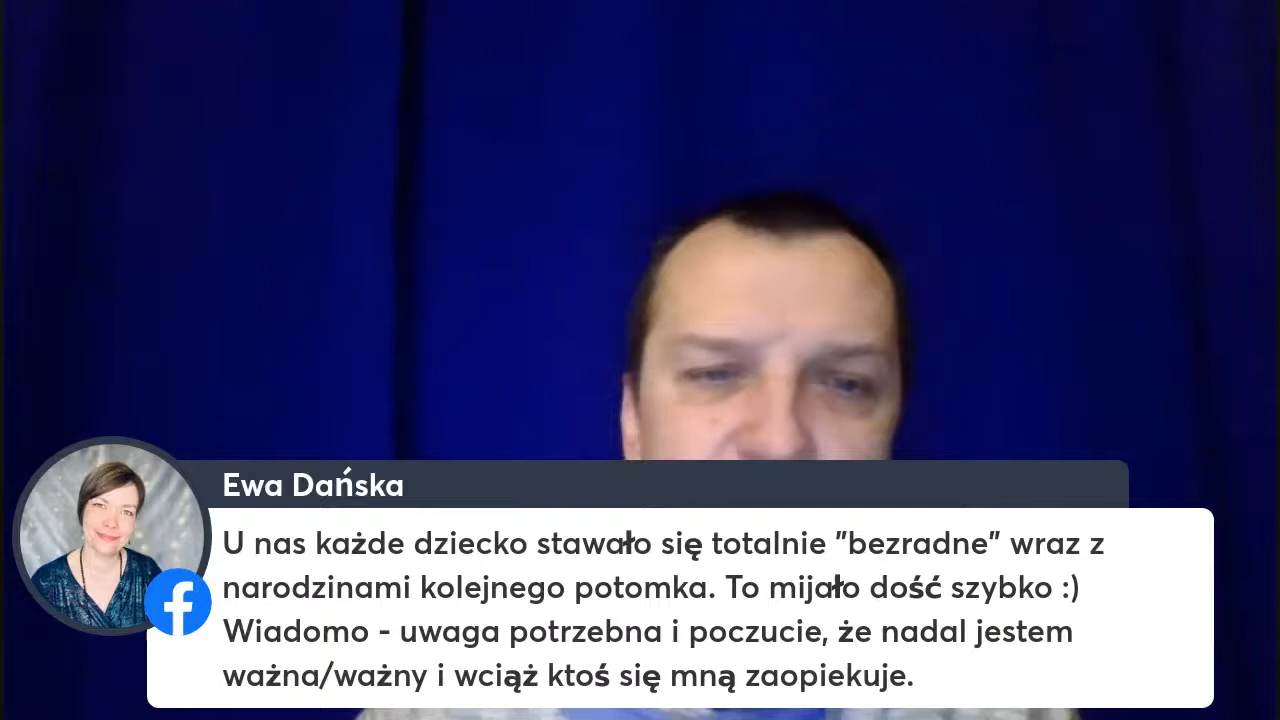 Ewa Dańska
U nas każde dziecko stawało się totalnie "bezradne" wraz z
narodzinami kolejnego potomka. To mijało dość szybko :)
Wiadomo - uwaga potrzebna i poczucie, że nadal jestem
ważna/ważny i wciąż ktoś się mną zaopiekuje.